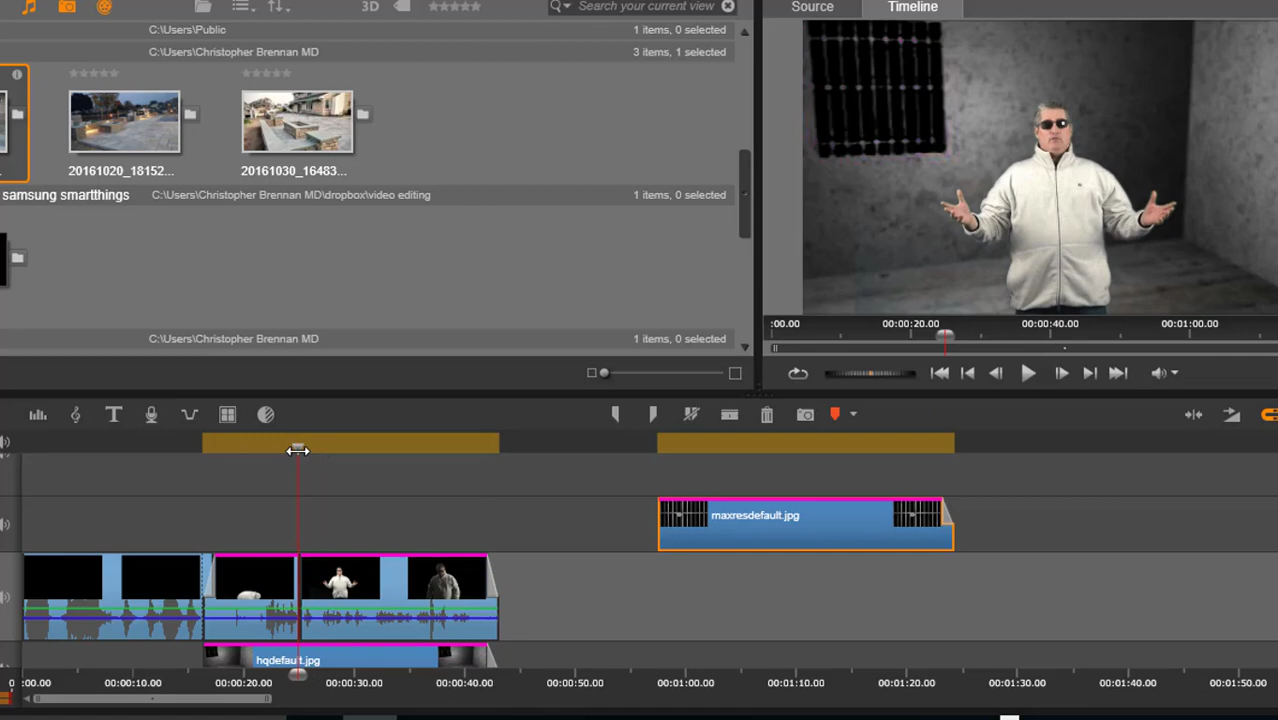 3D
Search your current view
Source
Timeline
C:\Users\Public
1 items, 0 selected
C:\Users\Christopher Brennan MD
3 items, 1 selected
20161020_18152...
20161030_16483...
samsung smartthings
C:\Users\Christopher Brennan MD\dropbox\video editing
1 items, 0 selected
C:\Users\Christopher Brennan MD
1 items, 0 selected
:00.00
00:00:20.00
00:00:40.00
00:01:00.00
maxresdefault.jpg
hqdefault.jpg
:00.00
00:00:10.00
00:00:20.00
00:00:30.00
00:00:40.00
00:00:50.00
00:01:00.00
00:01:10.00
00:01:20.00
00:01:30.00
00:01:40.00
00:01:50.00